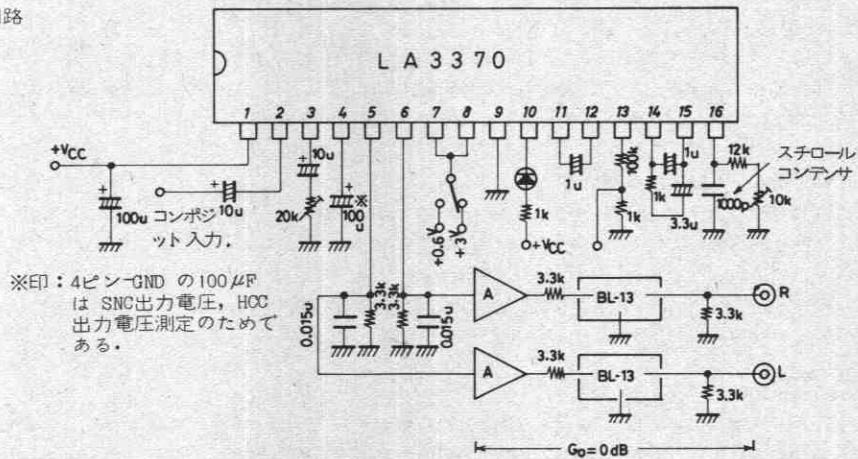 路
LA3370
1 2 3 4 5 6 7 8 9 10 11 12 13 14 15 16
+Vcc
100u
コンポジ
ット入力.
10u
10u
20k
※
100
u
+0.6V
+3V
1k
+Vcc
1u
100k
1k
1u
1k
3.3u
12k
1000p
10k
スチロール
コンデンサ
※印：4ピン-GND の100μF
は SNC出力電圧，HCC
出力電圧測定のためで
ある．
0.015u
3.3k
3.3k
0.015u
A
3.3k
BL-13
3.3k
R
A
3.3k
BL-13
3.3k
L
Go=0dB